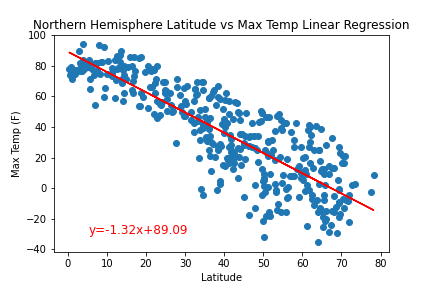 Northern Hemisphere Latitude vs Max Temp Linear Regression
100
80
60
40
20
0
−20
−40
Max Temp (F)
y=-1.32x+89.09
0 10 20 30 40 50 60 70 80
Latitude